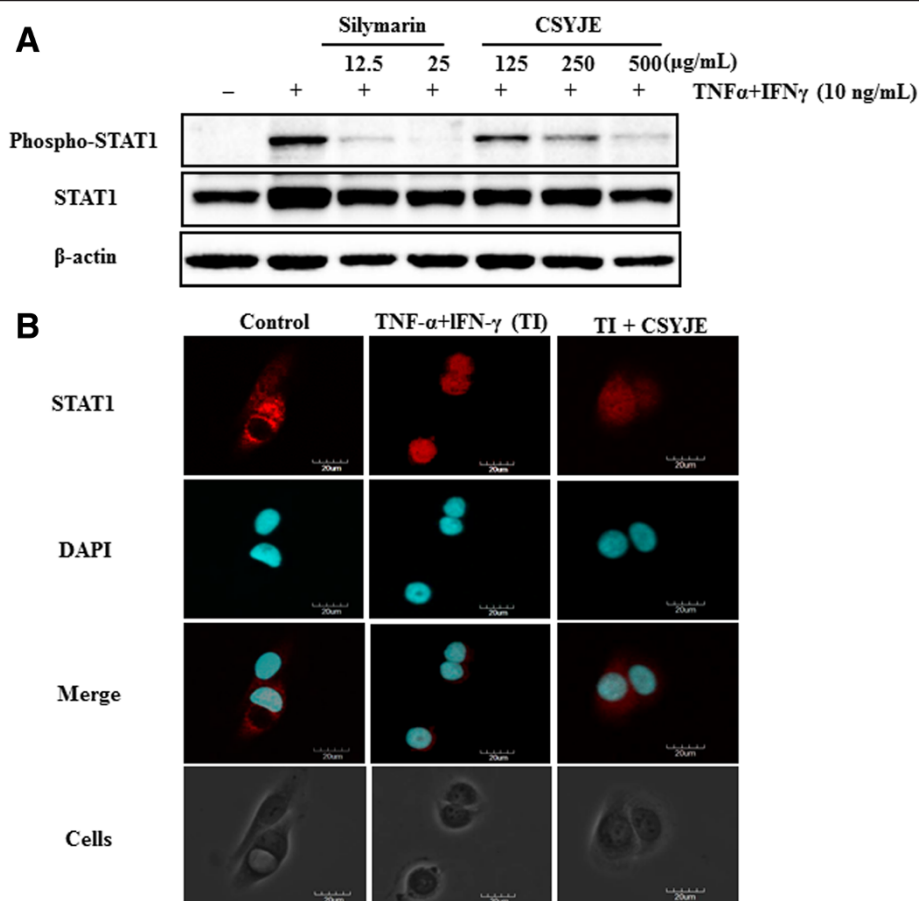 A
Silymarin CSYJE
12.5 25 125 250 500(μg/mL)
– + + + + + + TNFα+IFNγ (10 ng/mL)
Phospho-STAT1
STAT1
β-actin
B
Control TNF-α+IFN-γ (TI) TI + CSYJE
STAT1
20um 20um 20um
DAPI
20um 20um 20um
Merge
20um 20um 20um
Cells
20um 20um 20um